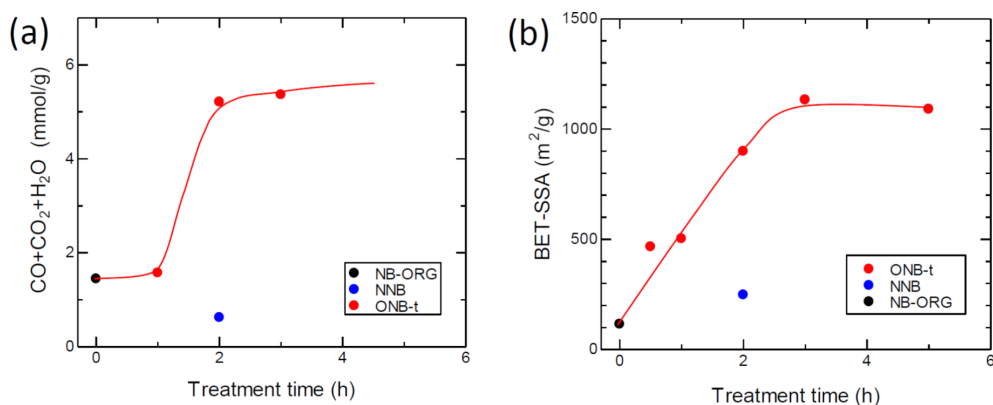 (a)
CO+CO2+H2O (mmol/g)
6
4
2
0
NB-ORG
NNB
ONB-t
0 2 4 6
Treatment time (h)
(b)
BET-SSA (m²/g)
1500
1000
500
0
ONB-t
NNB
NB-ORG
0 2 4 6
Treatment time (h)